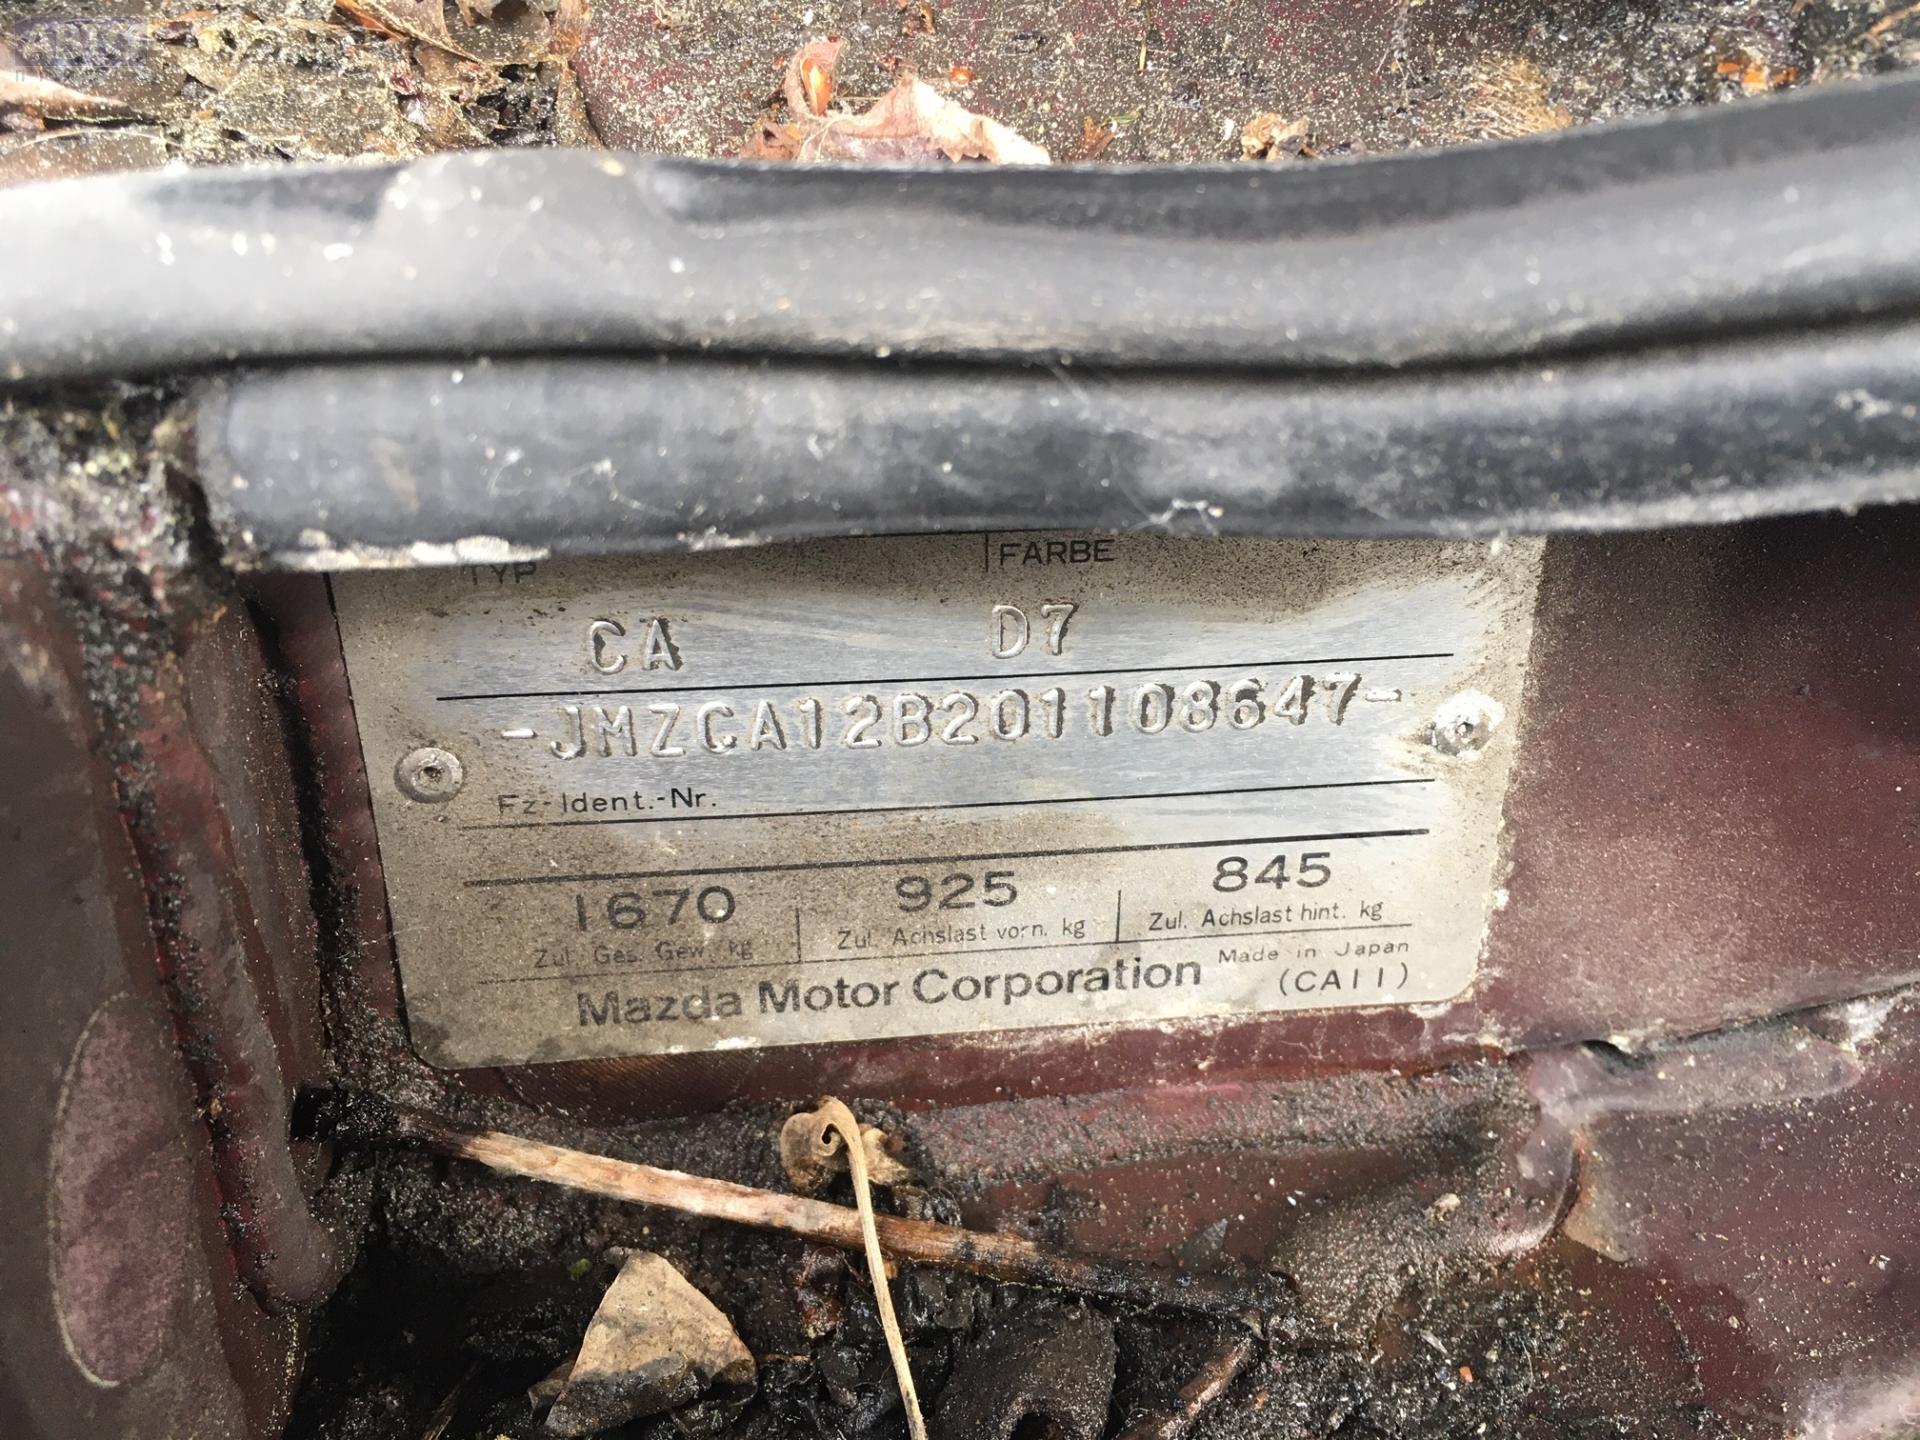 ABIS
TYP FARBE
CA D7
-JMZCA12B201108647-
Fz-Ident.-Nr.
1670 925 845
Zul. Ges. Gew. kg Zul. Achslast vorn. kg Zul. Achslast hint. kg
Mazda Motor Corporation Made in Japan
(CA11)